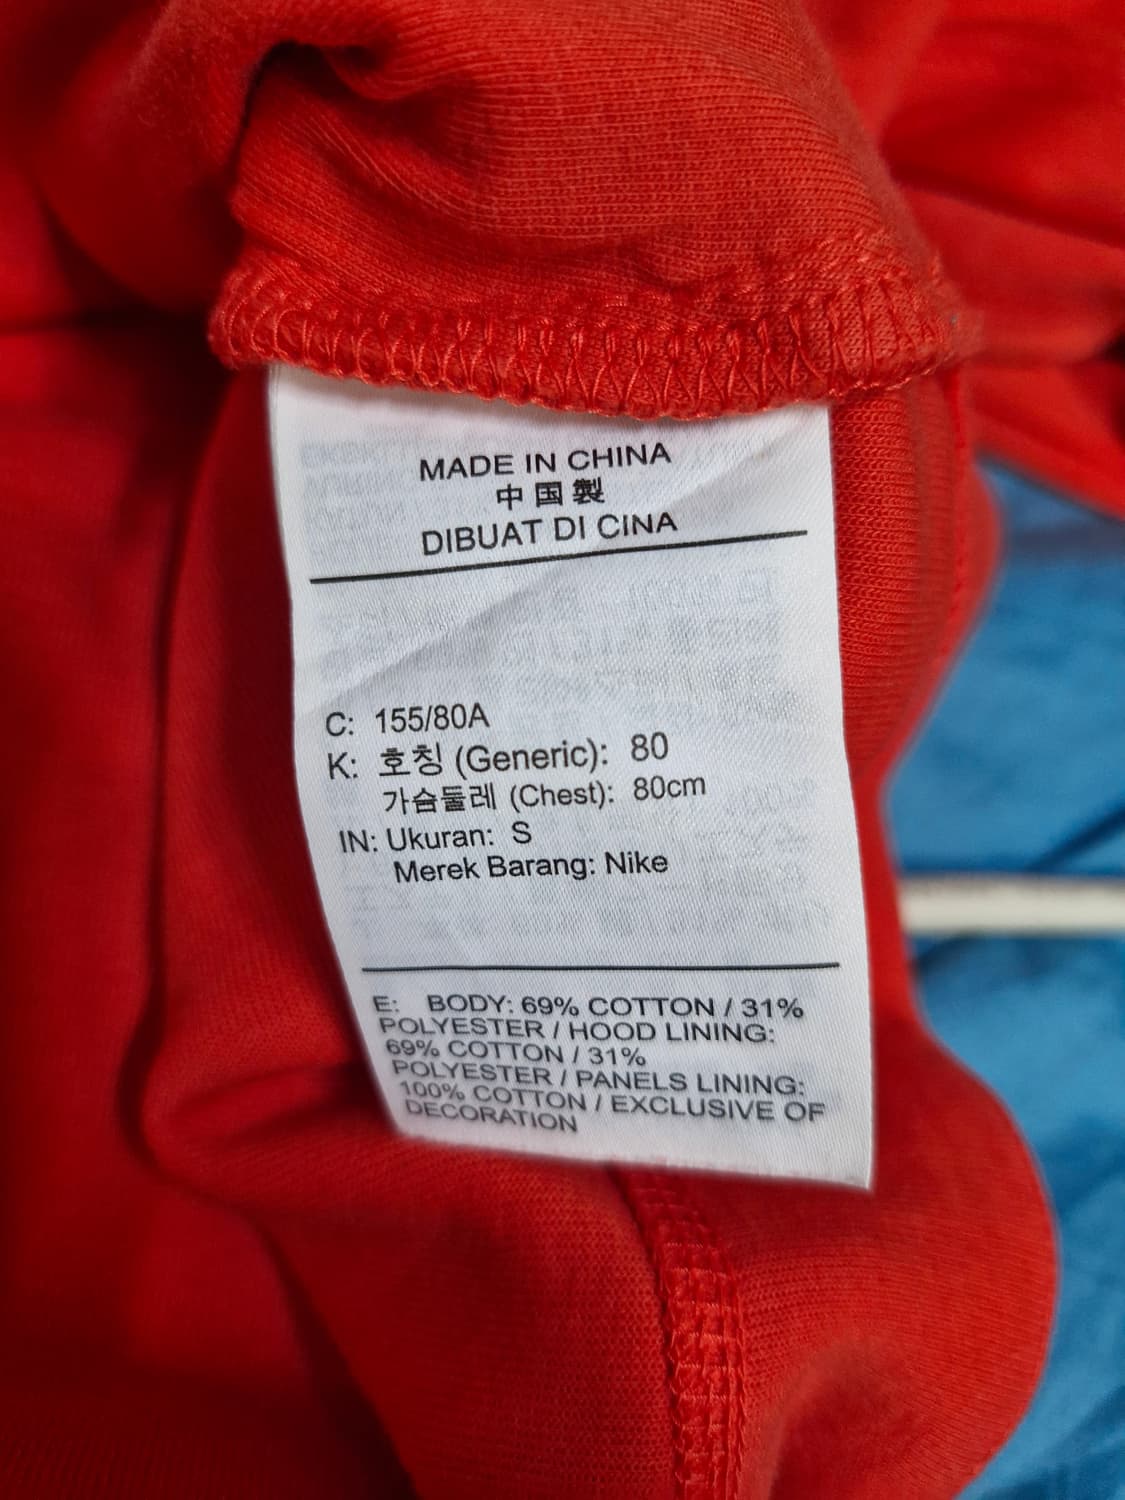 MADE IN CHINA
中国製
DIBUAT DI CINA
C: 155/80A
K: 호칭 (Generic): 80
가슴둘레 (Chest): 80cm
IN: Ukuran: S
Merek Barang: Nike
E: BODY: 69% COTTON / 31%
POLYESTER / HOOD LINING:
69% COTTON / 31%
POLYESTER / PANELS LINING:
100% COTTON / EXCLUSIVE OF
DECORATION